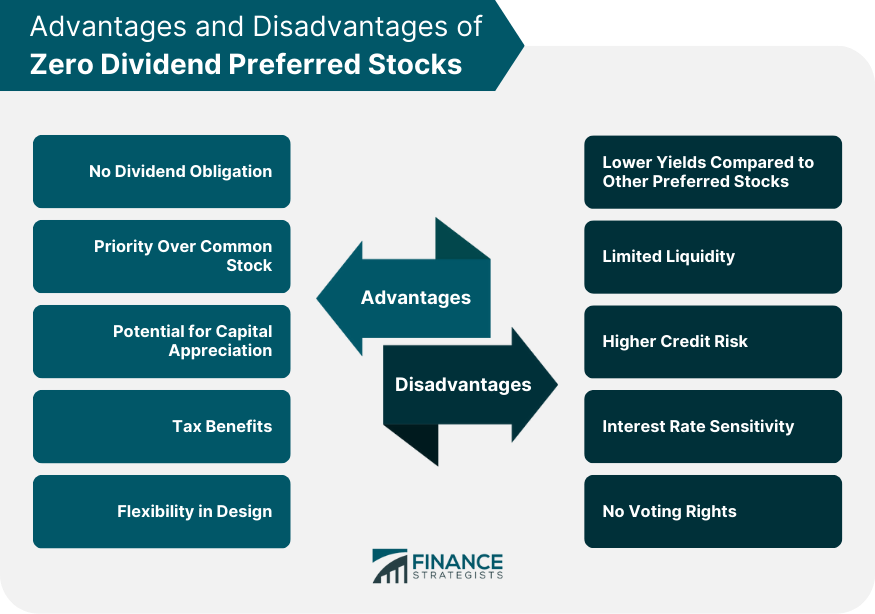 Advantages and Disadvantages of
Zero Dividend Preferred Stocks
No Dividend Obligation
Priority Over Common
Stock
Potential for Capital
Appreciation
Tax Benefits
Flexibility in Design
Advantages
Disadvantages
Lower Yields Compared to
Other Preferred Stocks
Limited Liquidity
Higher Credit Risk
Interest Rate Sensitivity
No Voting Rights
FINANCE
STRATEGISTS